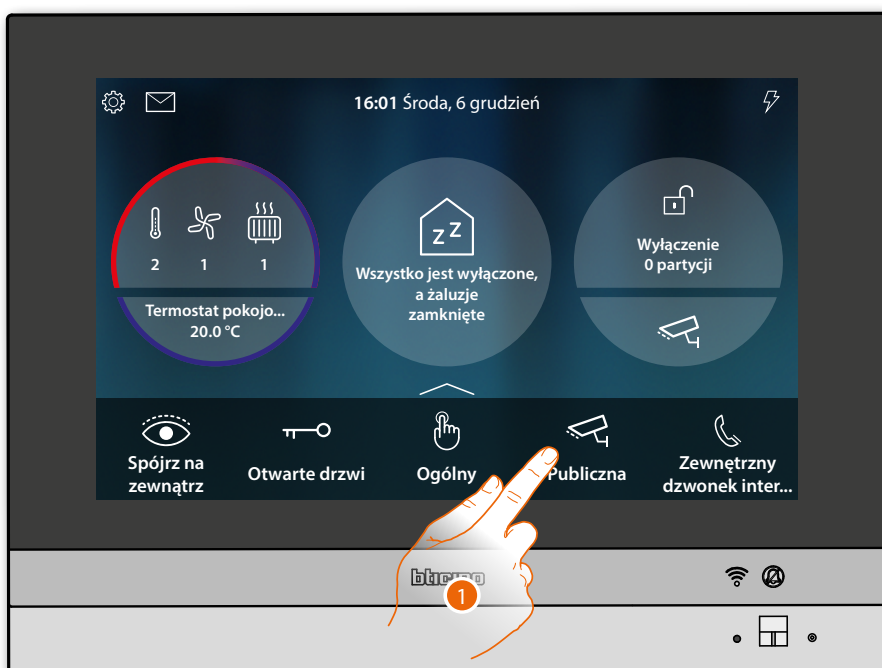 16:01 Środa, 6 grudzień
2 1 1
Termostat pokojo...
20.0 °C
z z
Wszystko jest wyłączone,
a żaluzje
zamknięte
Wyłączenie
0 partycji
Spójrz na
zewnątrz
Otwarte drzwi
Ogólny
Publiczna
Zewnętrzny
dzwonek inter...
bticino
1